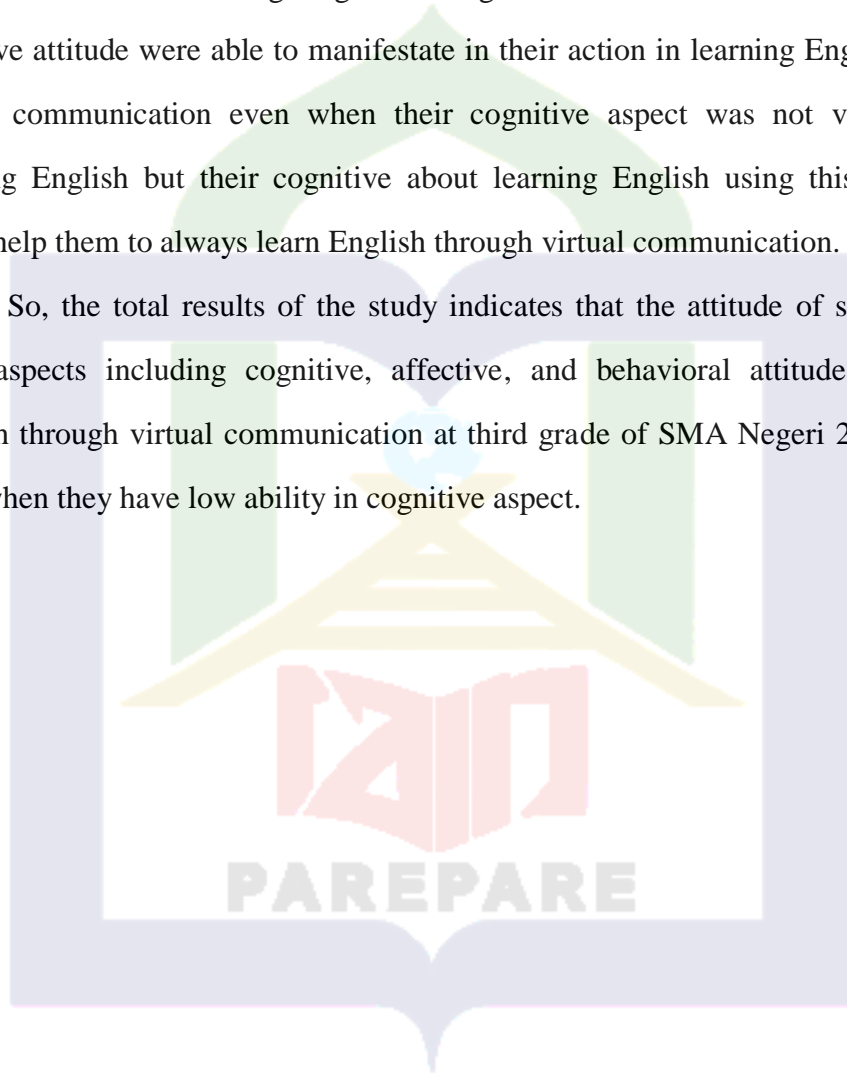 ve attitude were able to manifestate in their action in learning Eng
communication even when their cognitive aspect was not v
g English but their cognitive about learning English using this
help them to always learn English through virtual communication.
So, the total results of the study indicates that the attitude of s
aspects including cognitive, affective, and behavioral attitude
n through virtual communication at third grade of SMA Negeri 2
when they have low ability in cognitive aspect.
iain
PAREPARE